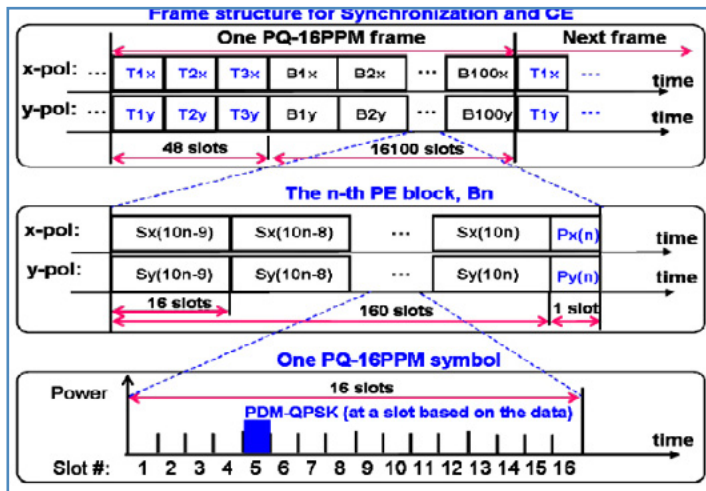 Frame structure for Synchronization and CE
One PQ-16PPM frame Next frame
x-pol: ... T1x T2x T3x B1x B2x ... B100x T1x ... time
y-pol: ... T1y T2y T3y B1y B2y ... B100y T1y ... time
48 slots 16100 slots
The n-th PE block, Bn
x-pol: Sx(10n-9) Sx(10n-8) ... Sx(10n) Px(n) time
y-pol: Sy(10n-9) Sy(10n-8) ... Sy(10n) Py(n) time
16 slots 160 slots 1 slot
One PQ-16PPM symbol
Power 16 slots
PDM-QPSK (at a slot based on the data)
time
Slot #: 1 2 3 4 5 6 7 8 9 10 11 12 13 14 15 16